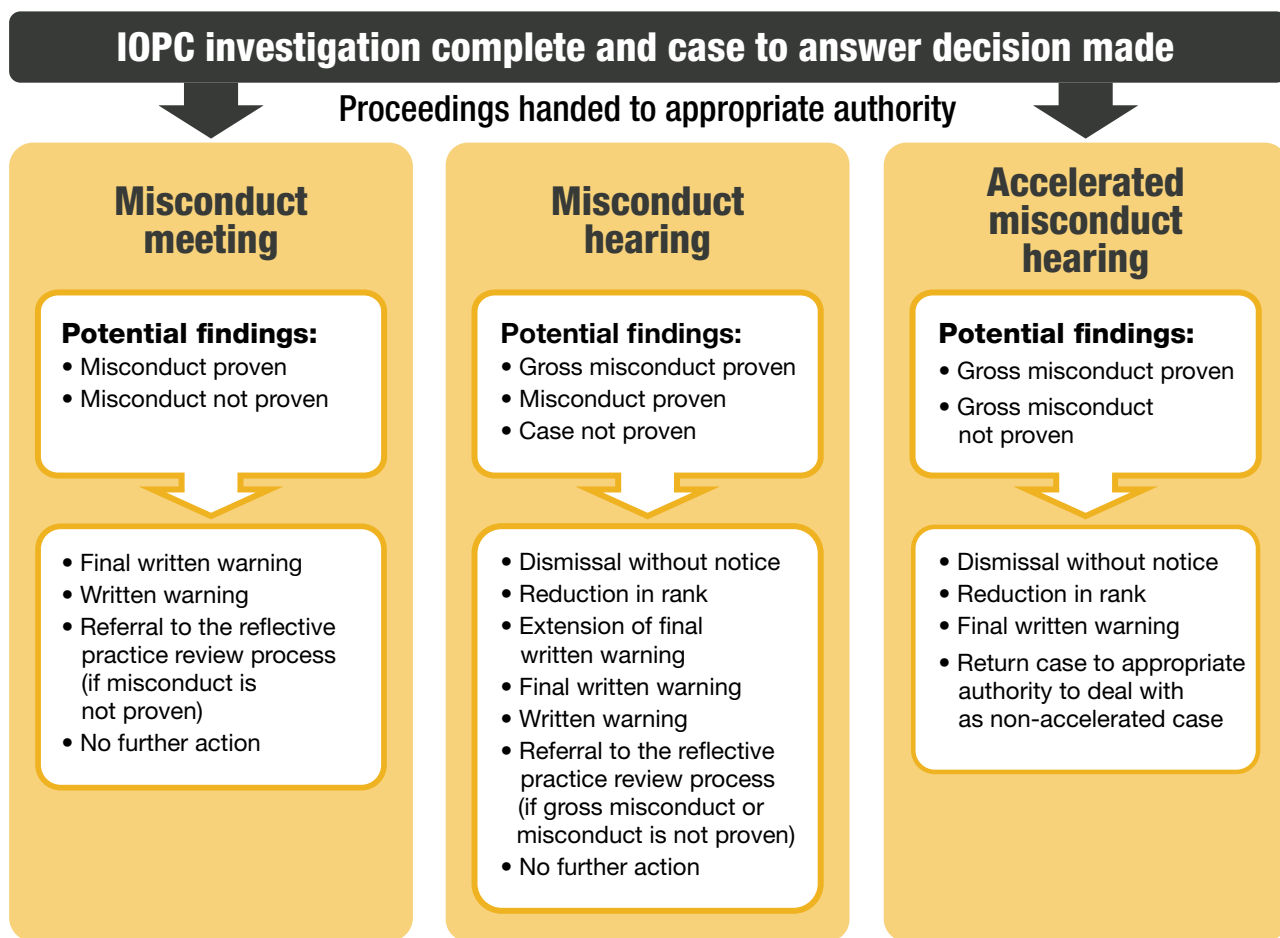 IOPC investigation complete and case to answer decision made
Proceedings handed to appropriate authority
Misconduct
meeting
Potential findings:
• Misconduct proven
• Misconduct not proven
• Final written warning
• Written warning
• Referral to the reflective
practice review process
(if misconduct is
not proven)
• No further action
Misconduct
hearing
Potential findings:
• Gross misconduct proven
• Misconduct proven
• Case not proven
• Dismissal without notice
• Reduction in rank
• Extension of final
written warning
• Final written warning
• Written warning
• Referral to the reflective
practice review process
(if gross misconduct or
misconduct is not proven)
• No further action
Accelerated
misconduct
hearing
Potential findings:
• Gross misconduct proven
• Gross misconduct
not proven
• Dismissal without notice
• Reduction in rank
• Final written warning
• Return case to appropriate
authority to deal with
as non-accelerated case